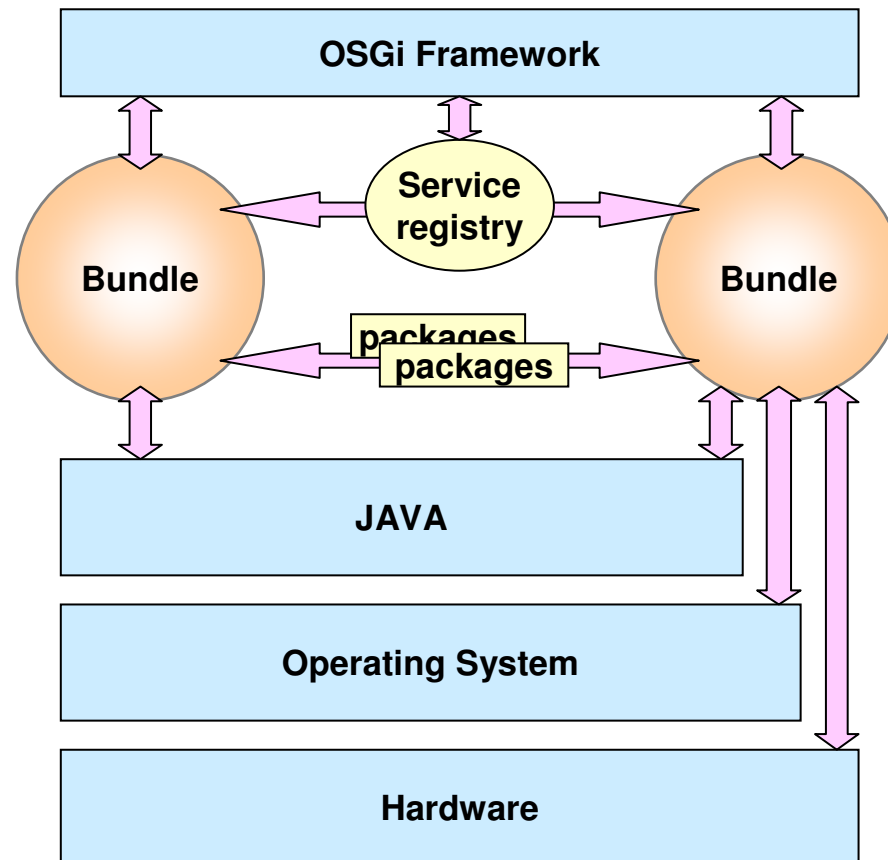 OSGi Framework
Service
registry
Bundle
Bundle
packages
packages
JAVA
Operating System
Hardware